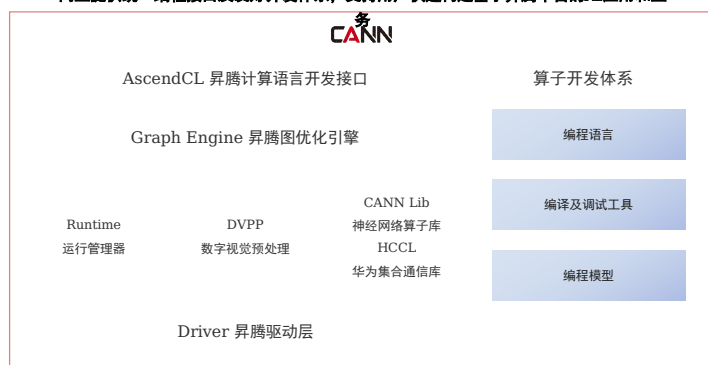 务
CANN
AscendCL 昇腾计算语言开发接口
算子开发体系
Graph Engine 昇腾图优化引擎
编程语言
CANN Lib
神经网络算子库
HCCL
华为集合通信库
Runtime
运行管理器
DVPP
数字视觉预处理
编译及调试工具
编程模型
Driver 昇腾驱动层